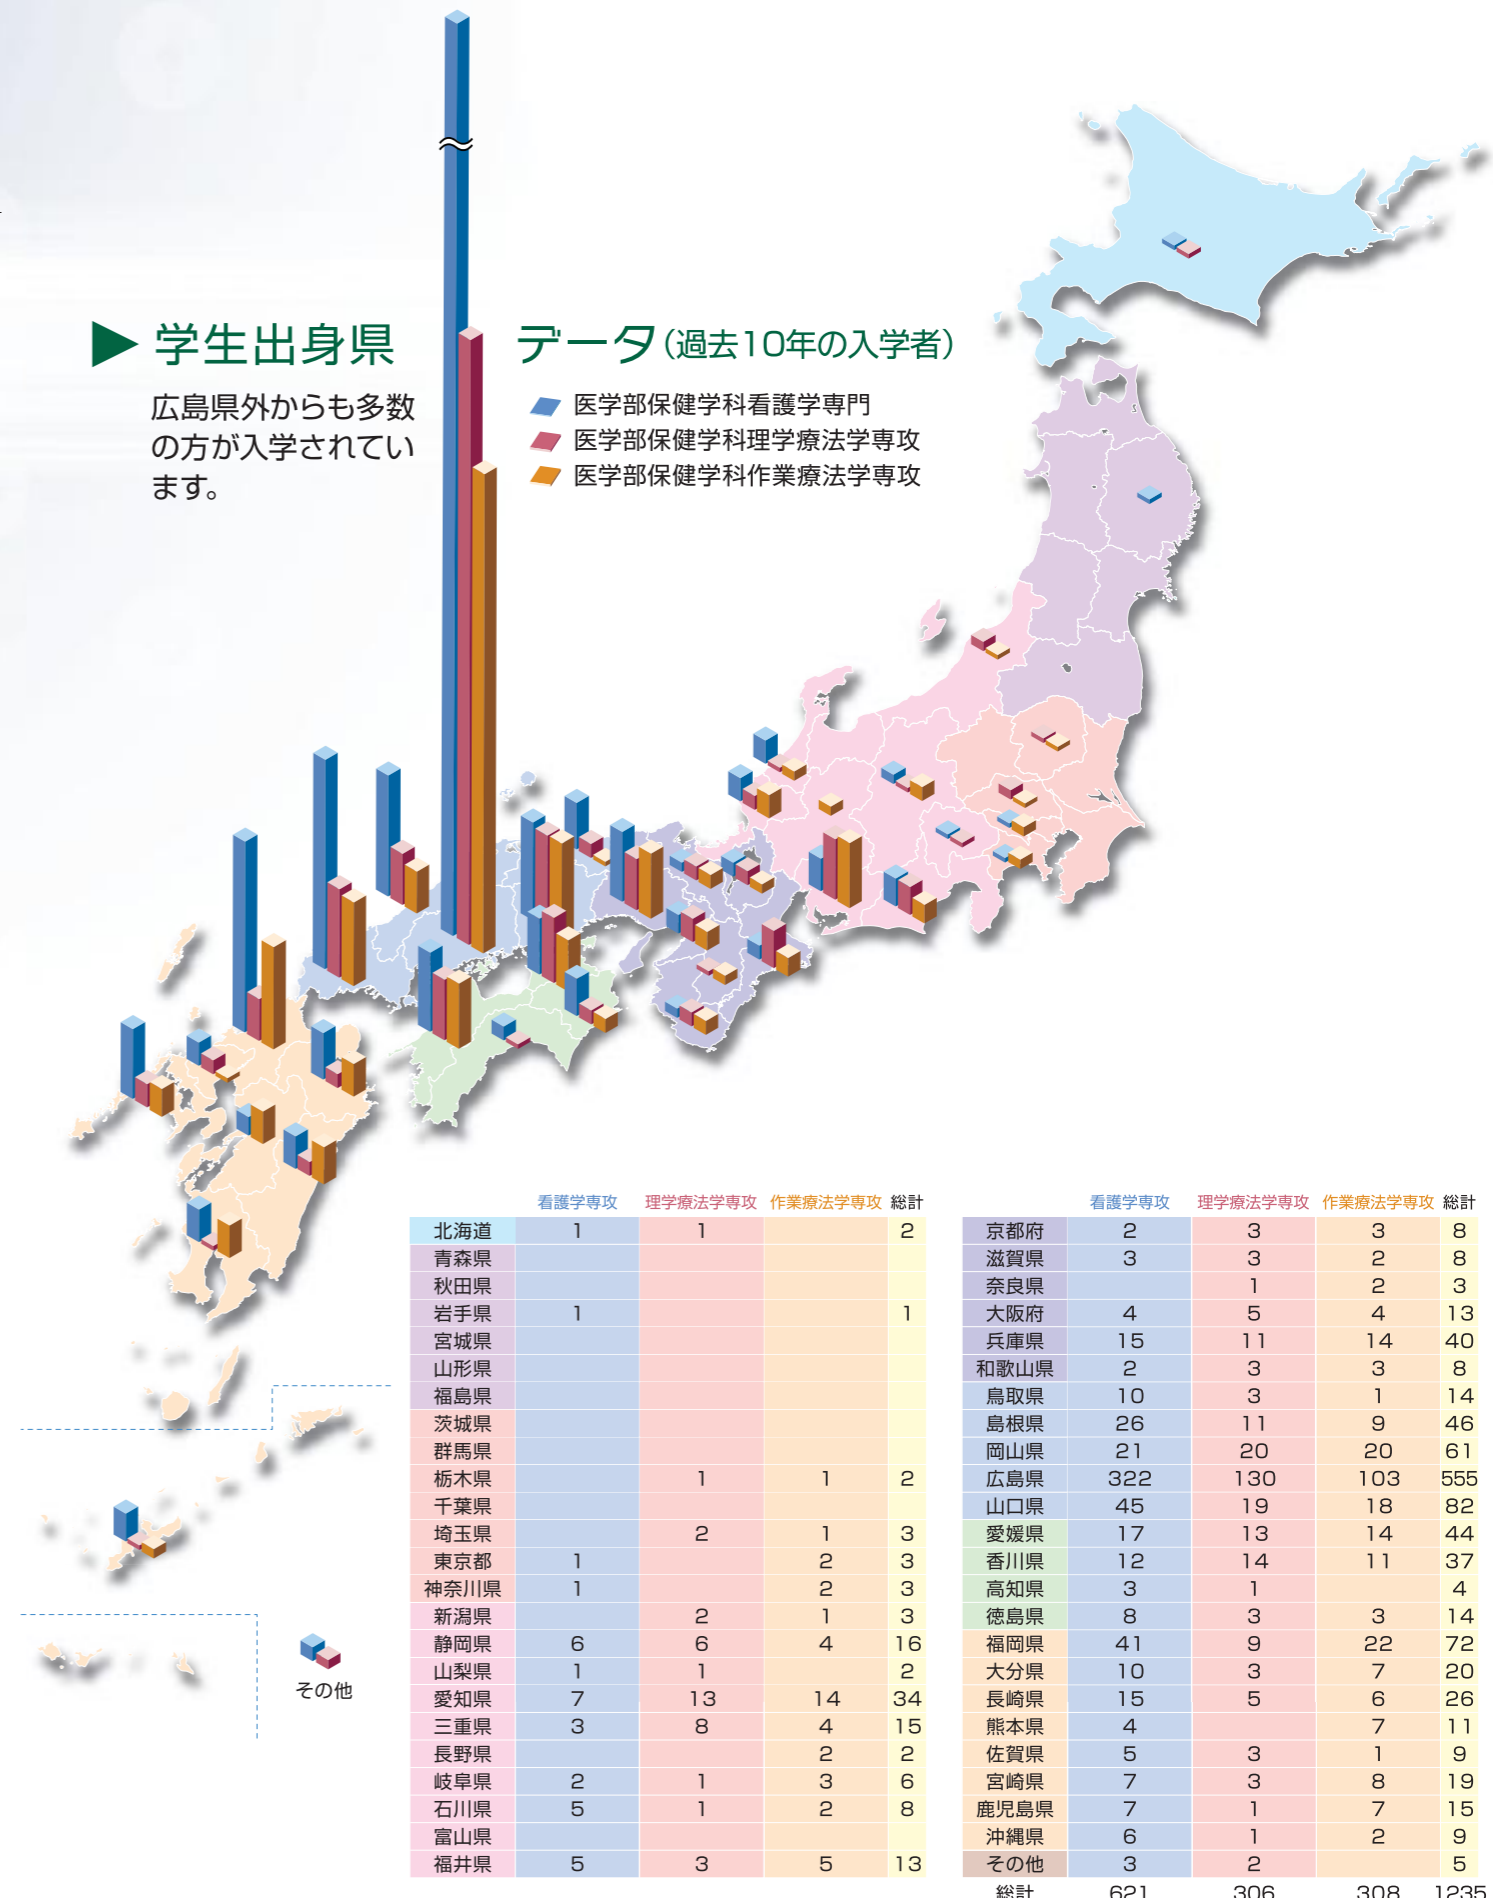 学生出身県 データ（過去10年の入学者）
広島県外からも多数
の方が入学されてい
ます。
医学部保健学科看護学専門
医学部保健学科理学療法学専攻
医学部保健学科作業療法学専攻
その他
看護学専攻 理学療法学専攻 作業療法学専攻 総計
北海道 1 1 2
青森県
秋田県
岩手県 1 1
宮城県
山形県
福島県
茨城県
群馬県
栃木県 1 1 2
千葉県
埼玉県 2 1 3
東京都 1 2 3
神奈川県 1 2 3
新潟県 2 1 3
静岡県 6 6 4 16
山梨県 1 1 2
愛知県 7 13 14 34
三重県 3 8 4 15
長野県 2 2
岐阜県 2 1 3 6
石川県 5 1 2 8
富山県
福井県 5 3 5 13
看護学専攻 理学療法学専攻 作業療法学専攻 総計
京都府 2 3 3 8
滋賀県 3 3 2 8
奈良県 1 2 3
大阪府 4 5 4 13
兵庫県 15 11 14 40
和歌山県 2 3 3 8
鳥取県 10 3 1 14
島根県 26 11 9 46
岡山県 21 20 20 61
広島県 322 130 103 555
山口県 45 19 18 82
愛媛県 17 13 14 44
香川県 12 14 11 37
高知県 3 1 4
徳島県 8 3 3 14
福岡県 41 9 22 72
大分県 10 3 7 20
長崎県 15 5 6 26
熊本県 4 7 11
佐賀県 5 3 1 9
宮崎県 7 3 8 19
鹿児島県 7 1 7 15
沖縄県 6 1 2 9
その他 3 2 5
総計 621 306 308 1235